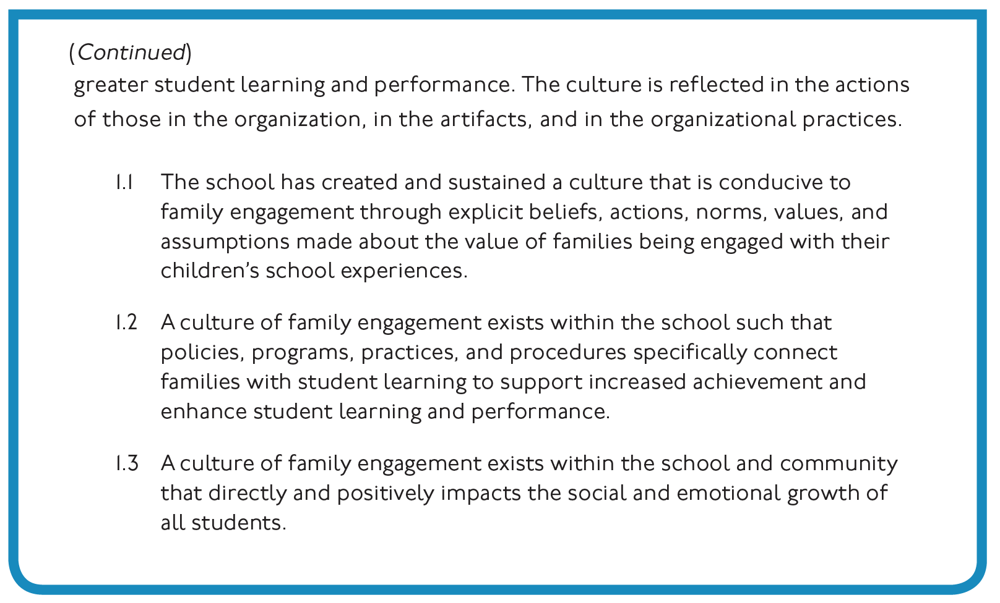 (Continued)
greater student learning and performance. The culture is reflected in the actions
of those in the organization, in the artifacts, and in the organizational practices.
1.1 The school has created and sustained a culture that is conducive to
family engagement through explicit beliefs, actions, norms, values, and
assumptions made about the value of families being engaged with their
children’s school experiences.
1.2 A culture of family engagement exists within the school such that
policies, programs, practices, and procedures specifically connect
families with student learning to support increased achievement and
enhance student learning and performance.
1.3 A culture of family engagement exists within the school and community
that directly and positively impacts the social and emotional growth of
all students.